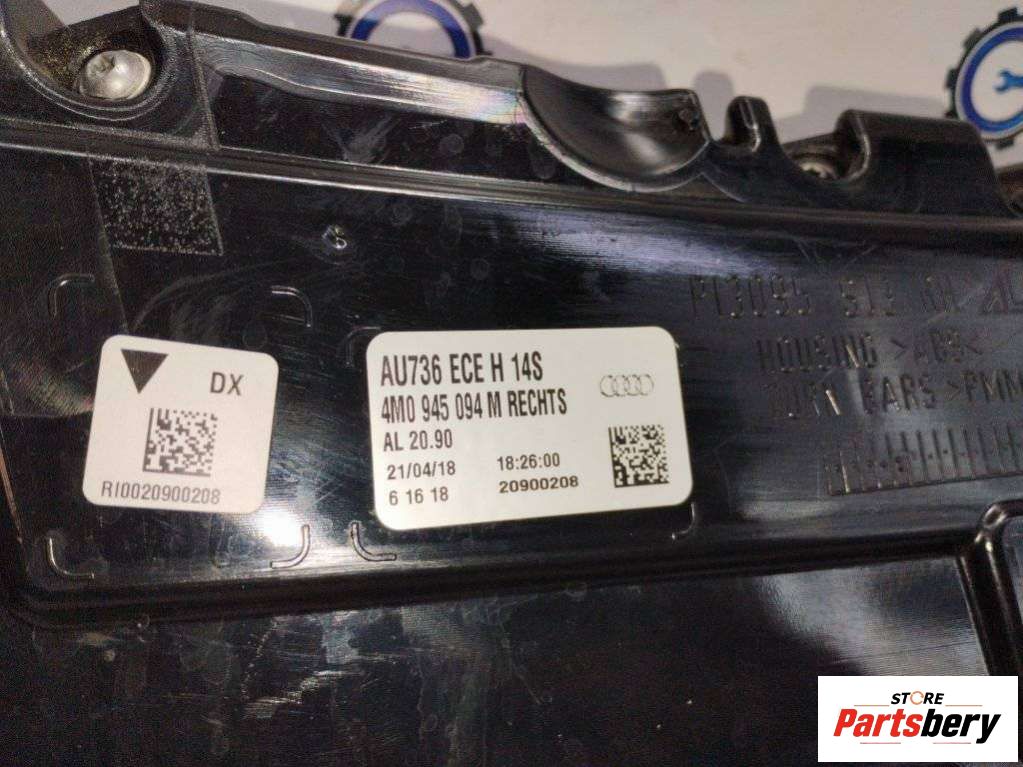 DX
RI0020900208
AU736 ECE H 14S
4M0 945 094 M RECHTS
AL 20.90
21/04/18 18:26:00
6 16 18 20900208
HOUSING >ABS<
STORE
Partsbery